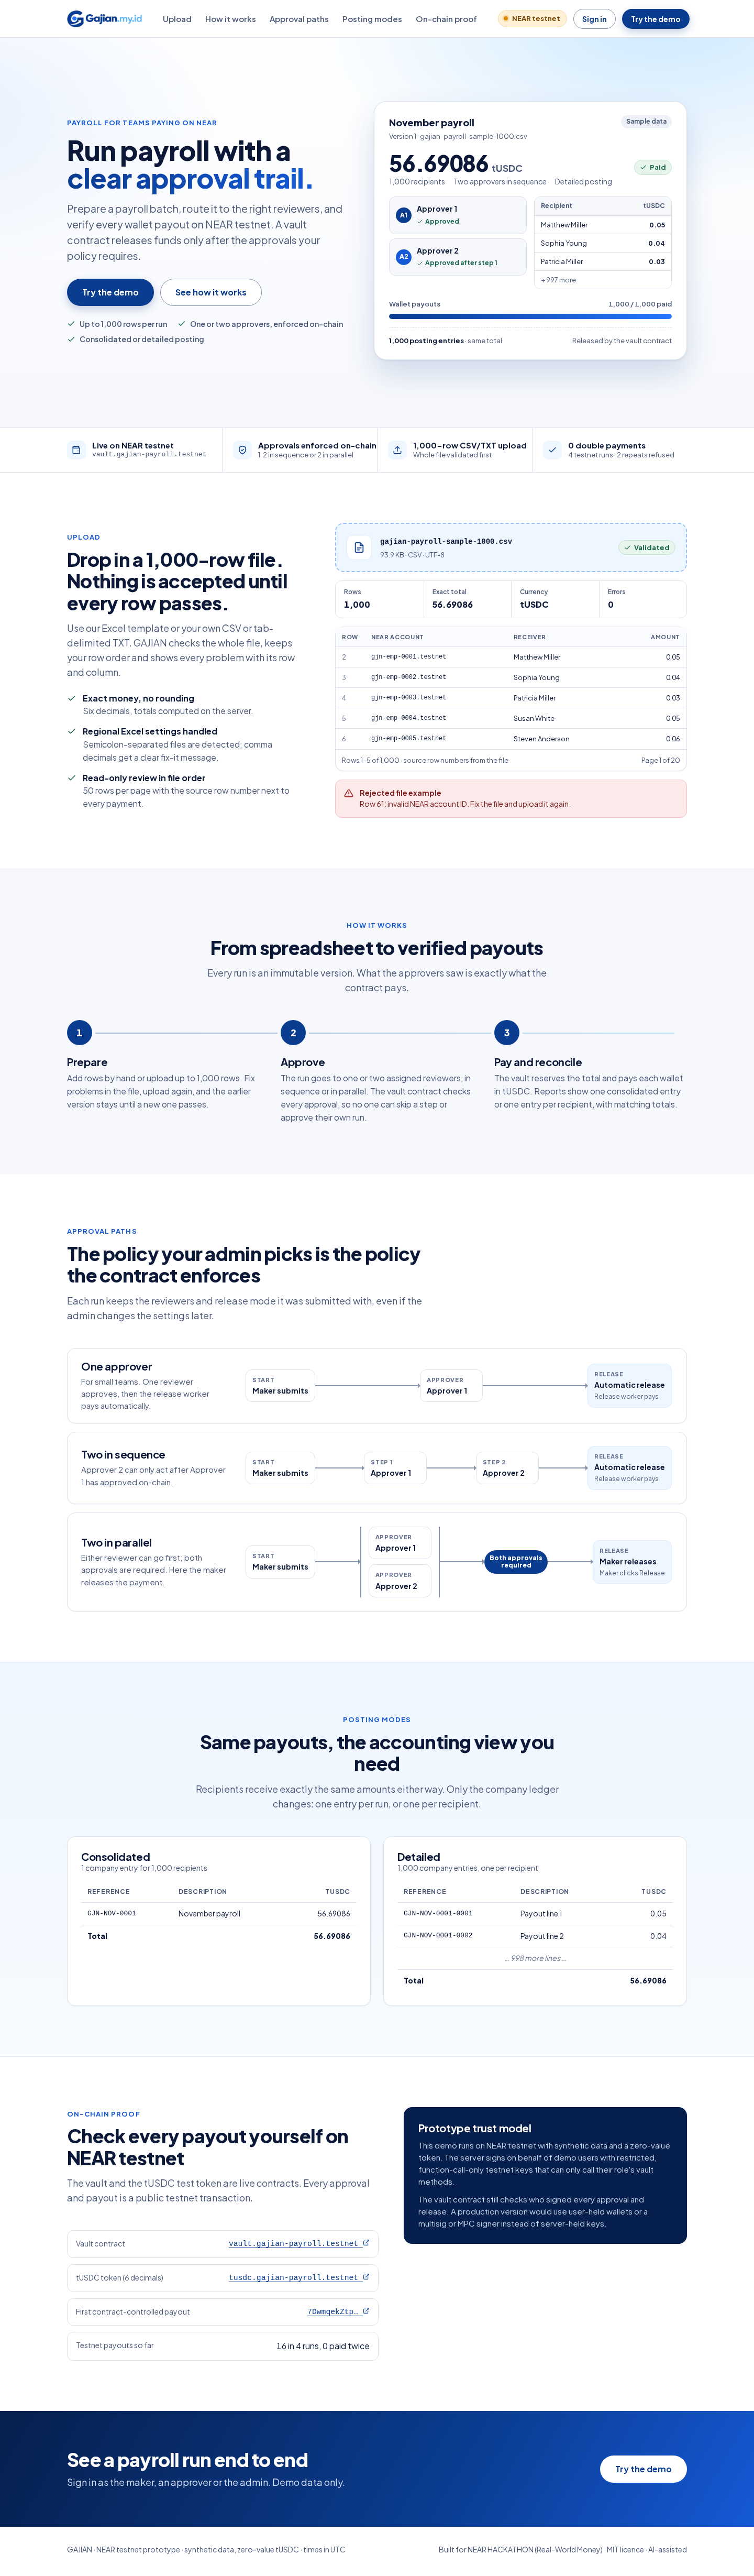 Gajian.my.id
Upload
How it works
Approval paths
Posting modes
On-chain proof
NEAR testnet
Sign in
Try the demo
PAYROLL FOR TEAMS PAYING ON NEAR
Run payroll with a
clear approval trail.
Prepare a payroll batch, route it to the right reviewers, and
verify every wallet payout on NEAR testnet. A vault
contract releases funds only after the approvals your
policy requires.
Try the demo
See how it works
Up to 1,000 rows per run
One or two approvers, enforced on-chain
Consolidated or detailed posting
November payroll
Sample data
Version 1 · gajian-payroll-sample-1000.csv
56.69086 tUSDC
Paid
1,000 recipients
Two approvers in sequence
Detailed posting
A1
Approver 1
Approved
A2
Approver 2
Approved after step 1
Recipient tUSDC
Matthew Miller 0.05
Sophia Young 0.04
Patricia Miller 0.03
+ 997 more
Wallet payouts 1,000 / 1,000 paid
1,000 posting entries · same total
Released by the vault contract
Live on NEAR testnet
vault.gajian-payroll.testnet
Approvals enforced on-chain
1, 2 in sequence or 2 in parallel
1,000-row CSV/TXT upload
Whole file validated first
0 double payments
4 testnet runs · 2 repeats refused
UPLOAD
Drop in a 1,000-row file.
Nothing is accepted until
every row passes.
Use our Excel template or your own CSV or tab-
delimited TXT. GAJIAN checks the whole file, keeps
your row order and shows every problem with its row
and column.
Exact money, no rounding
Six decimals, totals computed on the server.
Regional Excel settings handled
Semicolon-separated files are detected; comma
decimals get a clear fix-it message.
Read-only review in file order
50 rows per page with the source row number next to
every payment.
gajian-payroll-sample-1000.csv
93.9 KB · CSV · UTF-8
Validated
Rows
1,000
Exact total
56.69086
Currency
tUSDC
Errors
0
ROW NEAR ACCOUNT RECEIVER AMOUNT
2 gjn-emp-0001.testnet Matthew Miller 0.05
3 gjn-emp-0002.testnet Sophia Young 0.04
4 gjn-emp-0003.testnet Patricia Miller 0.03
5 gjn-emp-0004.testnet Susan White 0.05
6 gjn-emp-0005.testnet Steven Anderson 0.06
Rows 1-5 of 1,000 · source row numbers from the file
Page 1 of 20
Rejected file example
Row 61: invalid NEAR account ID. Fix the file and upload it again.
HOW IT WORKS
From spreadsheet to verified payouts
Every run is an immutable version. What the approvers saw is exactly what the
contract pays.
1
Prepare
Add rows by hand or upload up to 1,000 rows. Fix
problems in the file, upload again, and the earlier
version stays until a new one passes.
2
Approve
The run goes to one or two assigned reviewers, in
sequence or in parallel. The vault contract checks
every approval, so no one can skip a step or
approve their own run.
3
Pay and reconcile
The vault reserves the total and pays each wallet
in tUSDC. Reports show one consolidated entry
or one entry per recipient, with matching totals.
APPROVAL PATHS
The policy your admin picks is the policy
the contract enforces
Each run keeps the reviewers and release mode it was submitted with, even if the
admin changes the settings later.
One approver
For small teams. One reviewer
approves, then the release worker
pays automatically.
START
Maker submits
APPROVER
Approver 1
RELEASE
Automatic release
Release worker pays
Two in sequence
Approver 2 can only act after Approver
1 has approved on-chain.
START
Maker submits
STEP 1
Approver 1
STEP 2
Approver 2
RELEASE
Automatic release
Release worker pays
Two in parallel
Either reviewer can go first; both
approvals are required. Here the maker
releases the payment.
START
Maker submits
APPROVER
Approver 1
APPROVER
Approver 2
Both approvals
required
RELEASE
Maker releases
Maker clicks Release
POSTING MODES
Same payouts, the accounting view you
need
Recipients receive exactly the same amounts either way. Only the company ledger
changes: one entry per run, or one per recipient.
Consolidated
1 company entry for 1,000 recipients
REFERENCE DESCRIPTION TUSDC
GJN-NOV-0001 November payroll 56.69086
Total 56.69086
Detailed
1,000 company entries, one per recipient
REFERENCE DESCRIPTION TUSDC
GJN-NOV-0001-0001 Payout line 1 0.05
GJN-NOV-0001-0002 Payout line 2 0.04
… 998 more lines …
Total 56.69086
ON-CHAIN PROOF
Check every payout yourself on
NEAR testnet
The vault and the tUSDC test token are live contracts. Every approval
and payout is a public testnet transaction.
Vault contract vault.gajian-payroll.testnet
tUSDC token (6 decimals) tusdc.gajian-payroll.testnet
First contract-controlled payout 7DwmqekZtp…
Testnet payouts so far 16 in 4 runs, 0 paid twice
Prototype trust model
This demo runs on NEAR testnet with synthetic data and a zero-value
token. The server signs on behalf of demo users with restricted,
function-call-only testnet keys that can only call their role's vault
methods.
The vault contract still checks who signed every approval and
release. A production version would use user-held wallets or a
multisig or MPC signer instead of server-held keys.
See a payroll run end to end
Sign in as the maker, an approver or the admin. Demo data only.
Try the demo
GAJIAN · NEAR testnet prototype · synthetic data, zero-value tUSDC · times in UTC
Built for NEAR HACKATHON (Real-World Money) · MIT licence · AI-assisted